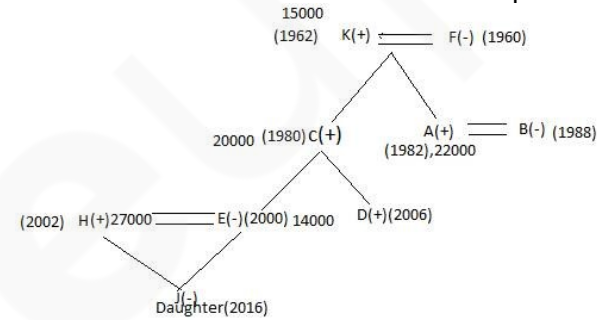 15000
(1962) K(+) F(-) (1960)
20000 (1980) C(+) A(+) B(-) (1988)
(1982),22000
(2002) H(+)27000 E(-)(2000) 14000 D(+)(2006)
J(-)
Daughter(2016)